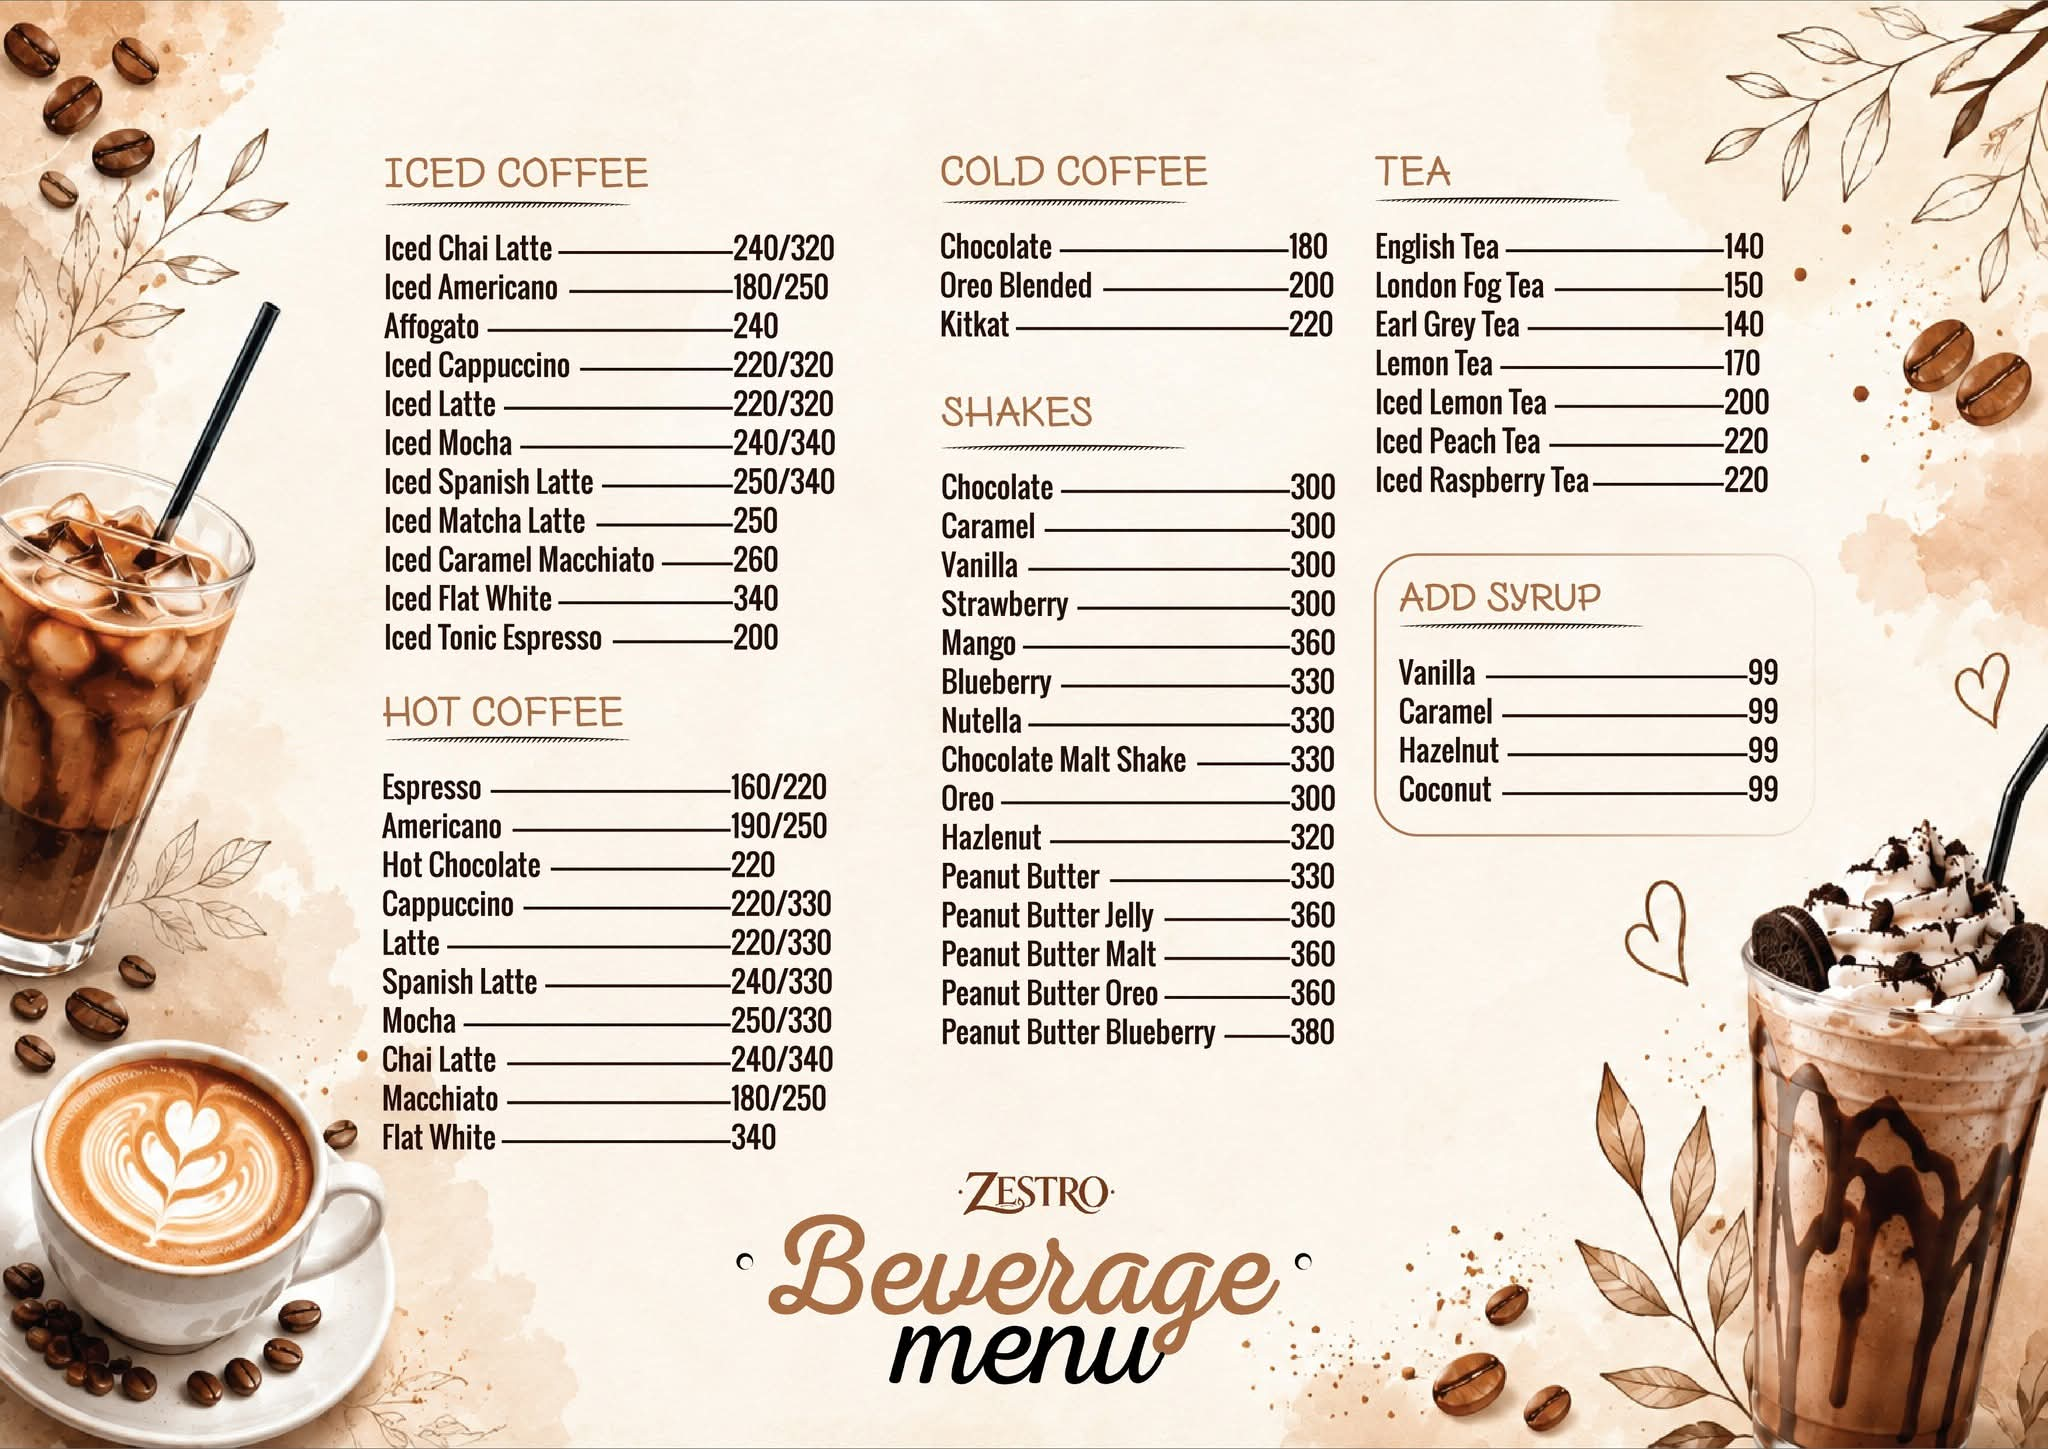 ICED COFFEE
Iced Chai Latte 240/320
Iced Americano 180/250
Affogato 240
Iced Cappuccino 220/320
Iced Latte 220/320
Iced Mocha 240/340
Iced Spanish Latte 250/340
Iced Matcha Latte 250
Iced Caramel Macchiato 260
Iced Flat White 340
Iced Tonic Espresso 200
HOT COFFEE
Espresso 160/220
Americano 190/250
Hot Chocolate 220
Cappuccino 220/330
Latte 220/330
Spanish Latte 240/330
Mocha 250/330
Chai Latte 240/340
Macchiato 180/250
Flat White 340
COLD COFFEE
Chocolate 180
Oreo Blended 200
Kitkat 220
SHAKES
Chocolate 300
Caramel 300
Vanilla 300
Strawberry 300
Mango 360
Blueberry 330
Nutella 330
Chocolate Malt Shake 330
Oreo 300
Hazlenut 320
Peanut Butter 330
Peanut Butter Jelly 360
Peanut Butter Malt 360
Peanut Butter Oreo 360
Peanut Butter Blueberry 380
TEA
English Tea 140
London Fog Tea 150
Earl Grey Tea 140
Lemon Tea 170
Iced Lemon Tea 200
Iced Peach Tea 220
Iced Raspberry Tea 220
ADD SYRUP
Vanilla 99
Caramel 99
Hazelnut 99
Coconut 99
ZESTRO
Beverage
menu